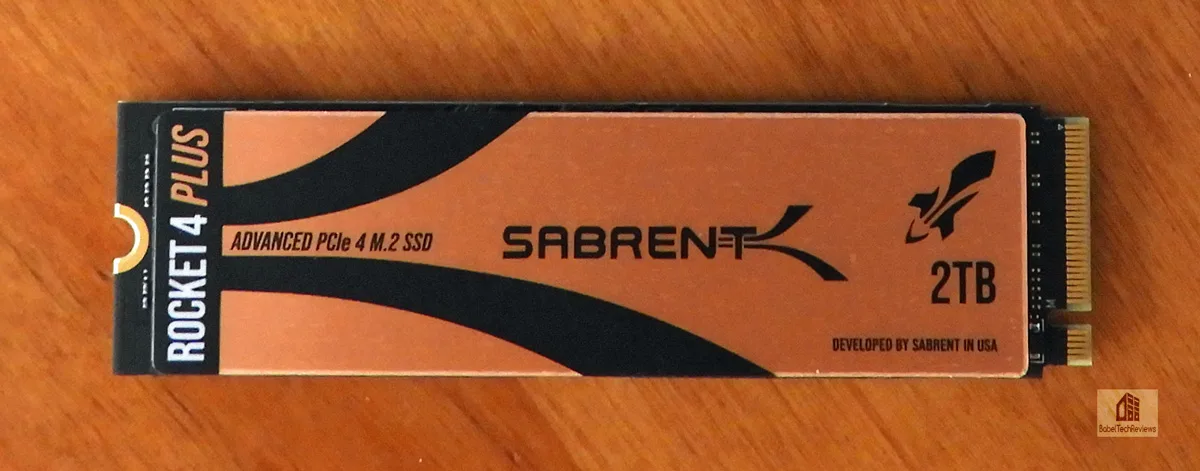 ROCKET 4 PLUS
ADVANCED PCIe 4 M.2 SSD
SABRENT
2TB
DEVELOPED BY SABRENT IN USA
M
BabelTechReviews